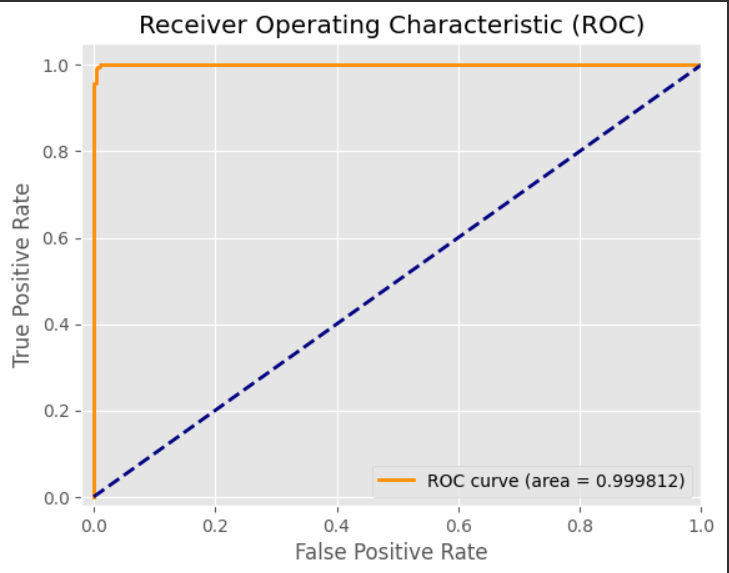 Receiver Operating Characteristic (ROC)
True Positive Rate
1.0
0.8
0.6
0.4
0.2
0.0
ROC curve (area = 0.999812)
0.0 0.2 0.4 0.6 0.8 1.0
False Positive Rate